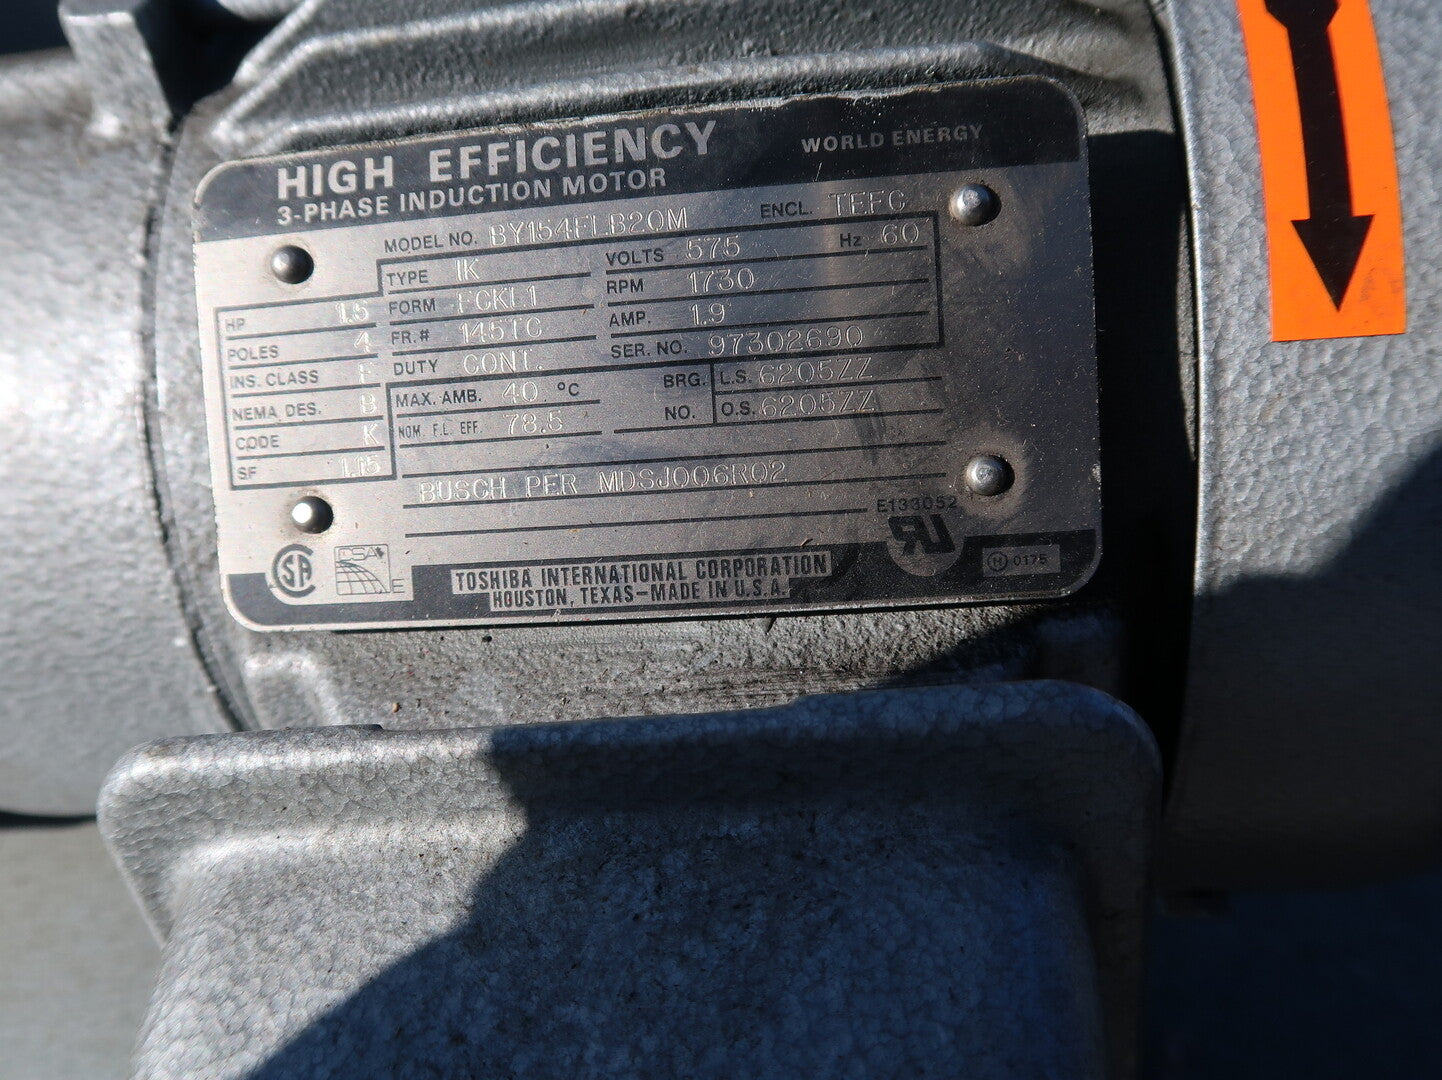 HIGH EFFICIENCY
WORLD ENERGY
3-PHASE INDUCTION MOTOR
MODEL NO. BY154FLB20M ENCL. TEFC
TYPE IK VOLTS 575 Hz 60
HP 1.5 FORM FCKL1 RPM 1730
POLES 4 FR.# 145TC AMP. 1.9
INS. CLASS F DUTY CONT. SER. NO. 97302690
NEMA DES. B MAX. AMB. 40 °C BRG. L.S. 6205ZZ
CODE K NOM. F.L. EFF. 78.5 NO. O.S. 6205ZZ
SF 1.15
BUSCH PER MDSJ006R02
E133052
SA
CSA
E
TOSHIBA INTERNATIONAL CORPORATION
HOUSTON, TEXAS-MADE IN U.S.A.
RU
H 0175